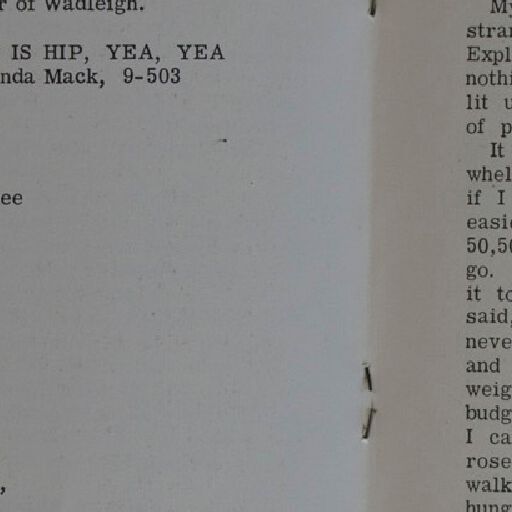 r of Wadleigh.
IS HIP, YEA, YEA
nda Mack, 9-503
ee
,
My
stra
Expl
nothi
lit u
of p
It
whel
if I
easi
50,5
go.
it to
said,
neve
and
weig
budg
I ca
rose
walk
hung